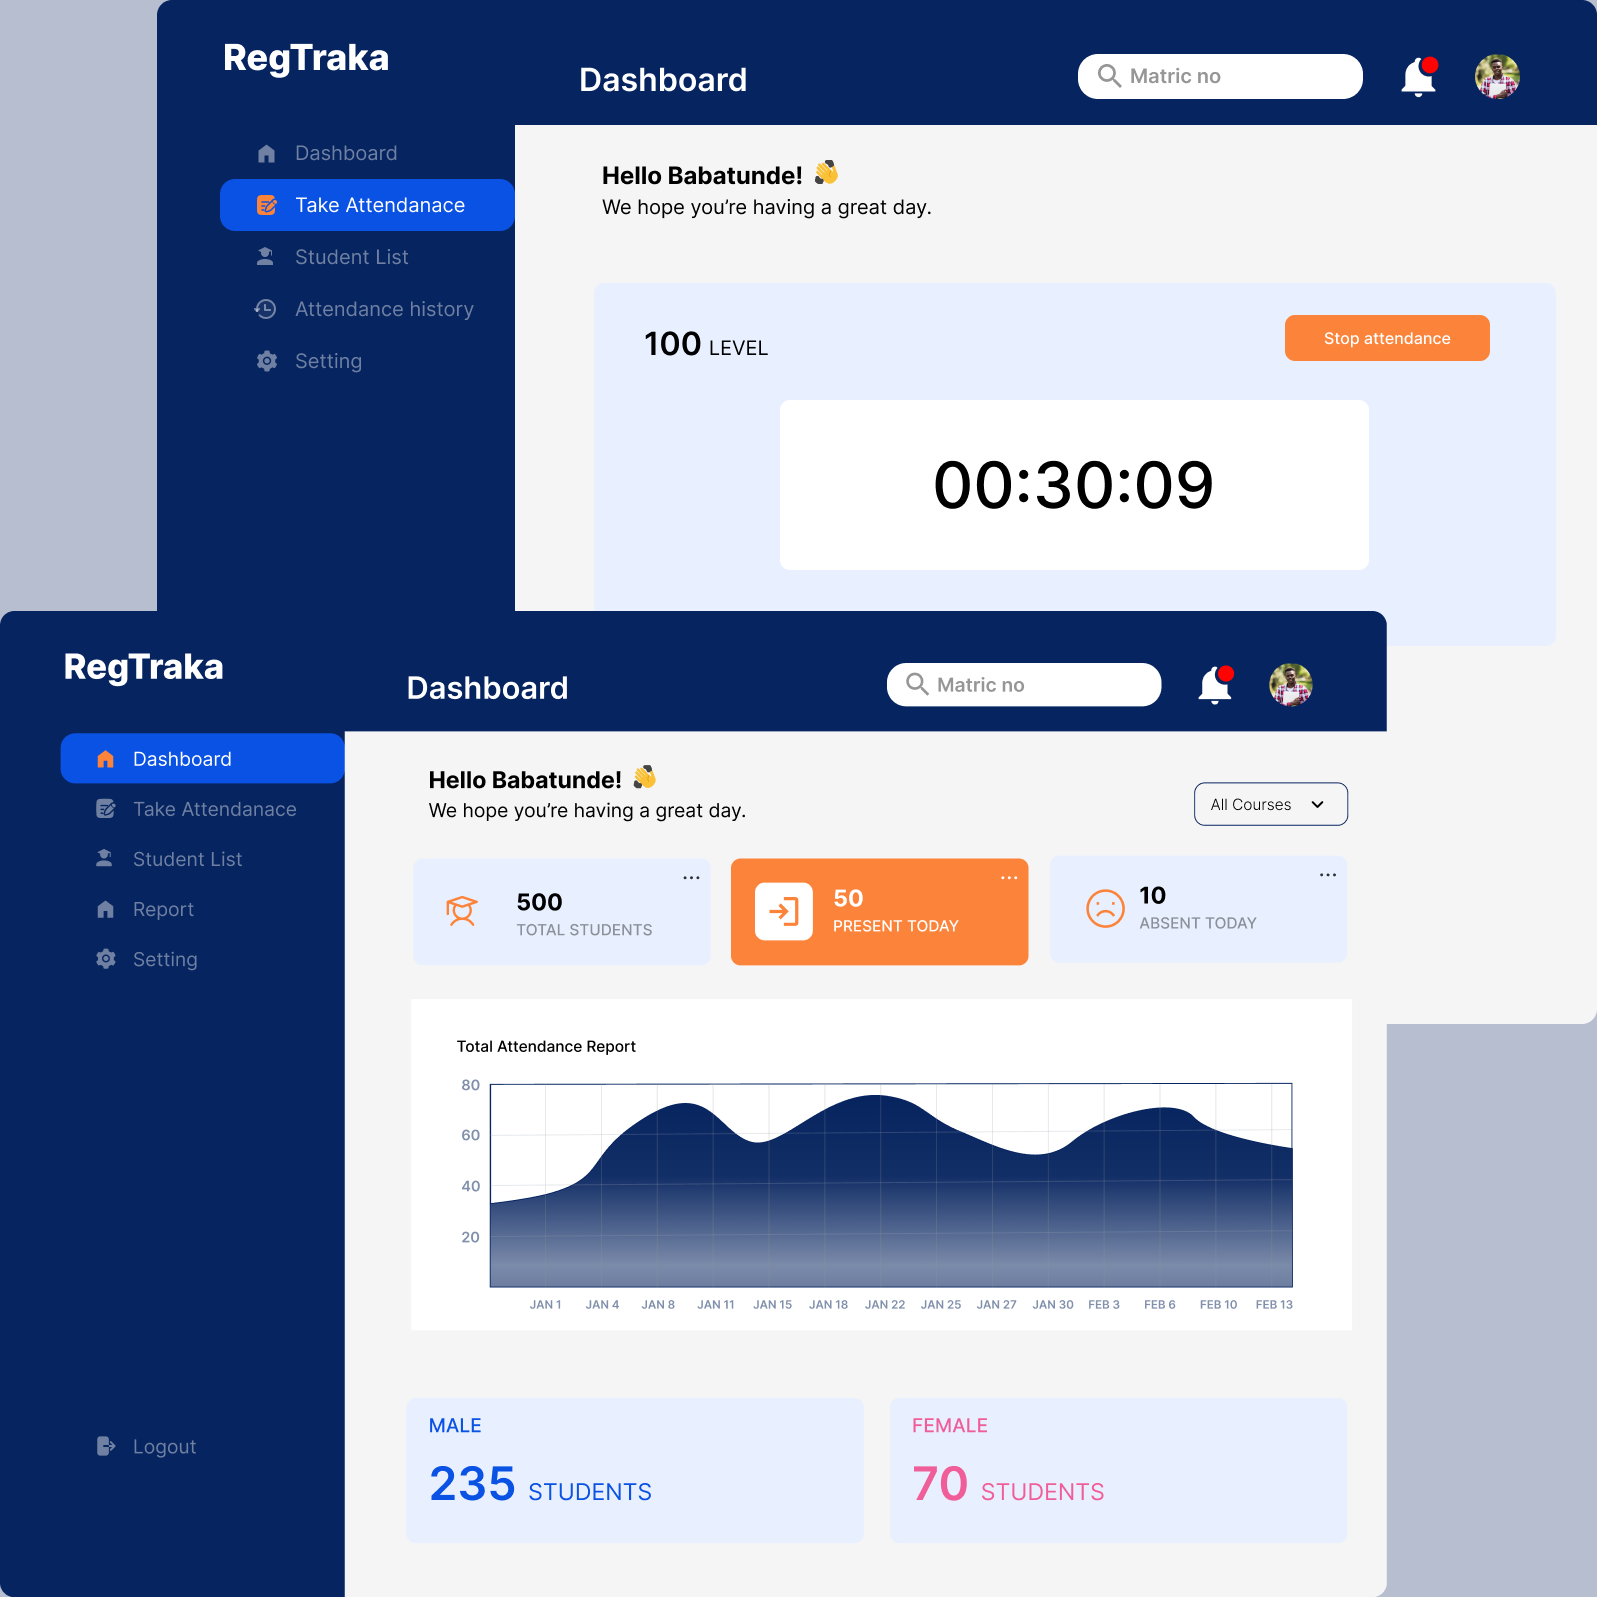 RegTraka
Dashboard
Matric no
Dashboard
Take Attendanace
Student List
Attendance history
Setting
Hello Babatunde!
We hope you’re having a great day.
100 LEVEL
Stop attendance
00:30:09
RegTraka
Dashboard
Matric no
Dashboard
Take Attendanace
Student List
Report
Setting
Logout
Hello Babatunde!
We hope you’re having a great day.
All Courses
500
TOTAL STUDENTS
50
PRESENT TODAY
10
ABSENT TODAY
Total Attendance Report
80
60
40
20
JAN 1 JAN 4 JAN 8 JAN 11 JAN 15 JAN 18 JAN 22 JAN 25 JAN 27 JAN 30 FEB 3 FEB 6 FEB 10 FEB 13
MALE
235 STUDENTS
FEMALE
70 STUDENTS